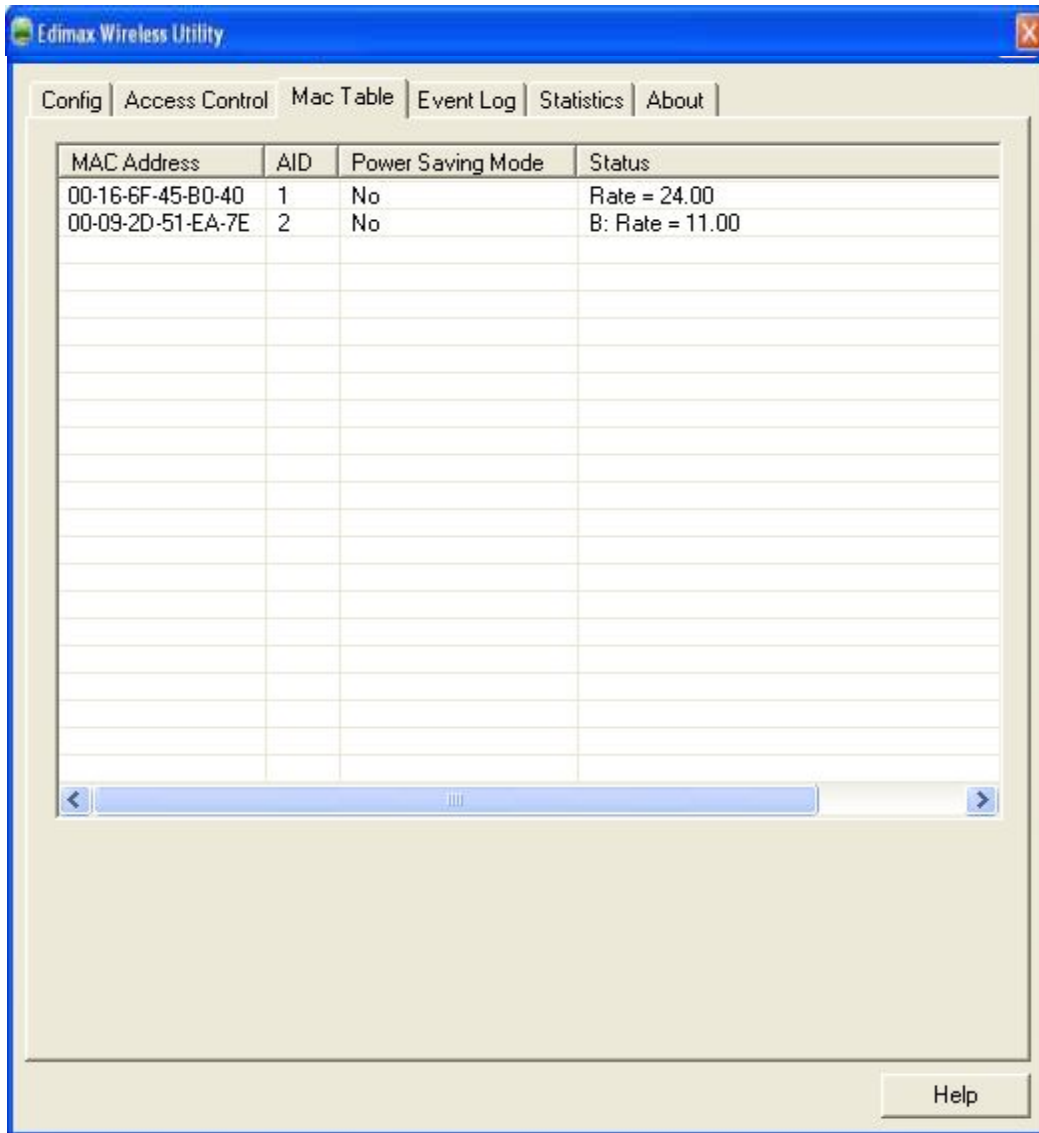 Edimax Wireless Utility
Config Access Control Mac Table Event Log Statistics About
MAC Address AID Power Saving Mode Status
00-16-6F-45-B0-40 1 No Rate = 24.00
00-09-2D-51-EA-7E 2 No B: Rate = 11.00
Help